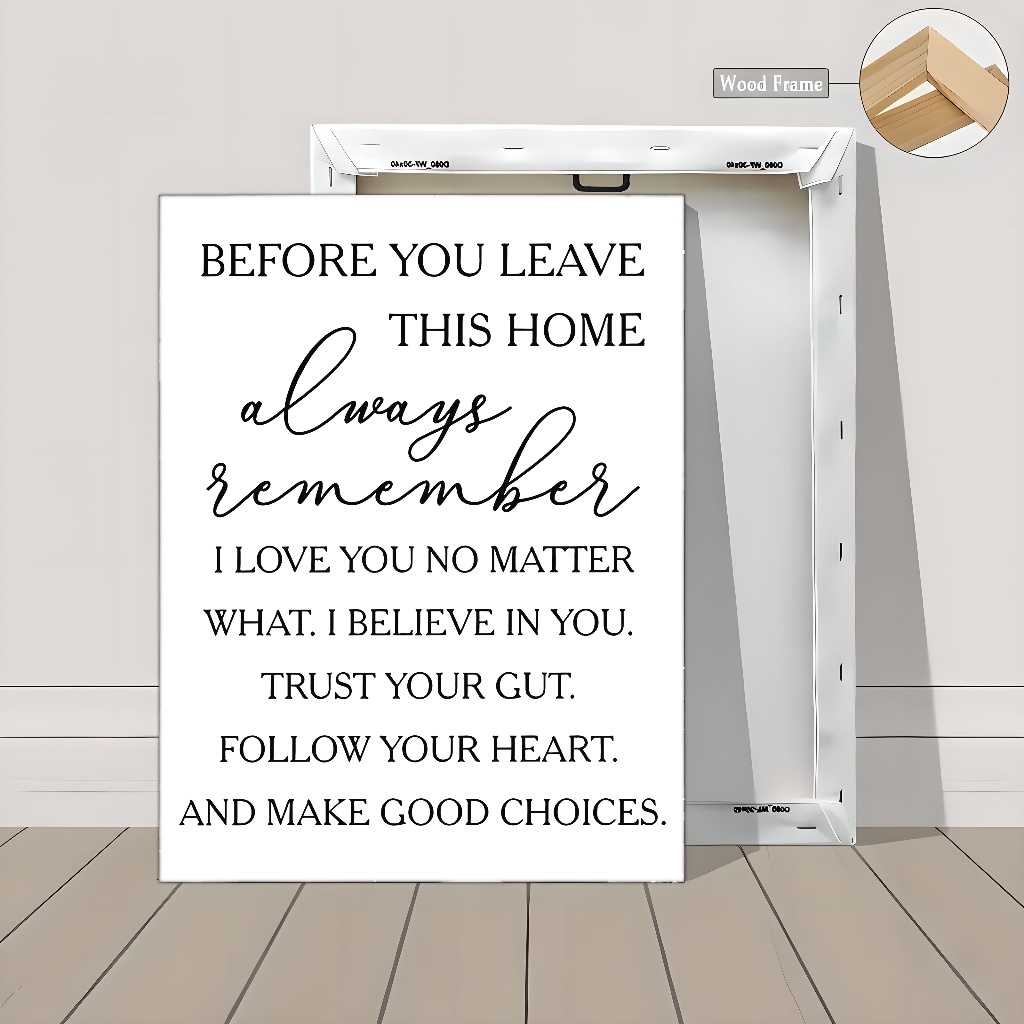 Wood Frame
BEFORE YOU LEAVE
THIS HOME
always
remember
I LOVE YOU NO MATTER
WHAT. I BELIEVE IN YOU.
TRUST YOUR GUT.
FOLLOW YOUR HEART.
AND MAKE GOOD CHOICES.